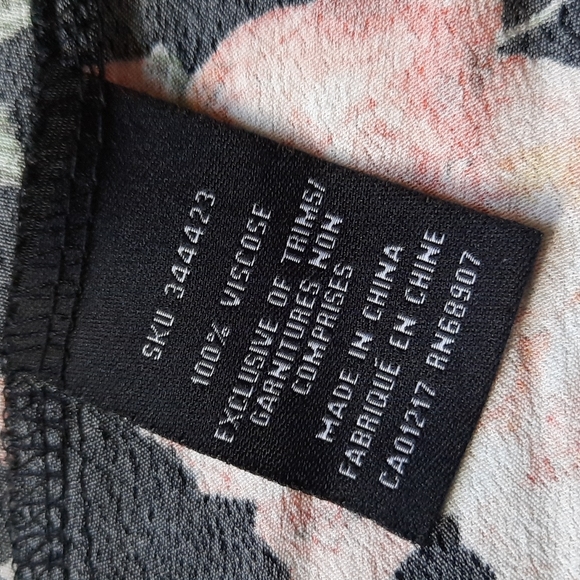 SKU 344423
100% VISCOSE
EXCLUSIVE OF TRIMS/
GARNITURES NON
COMPRISES
MADE IN CHINA
FABRIQUÉ EN CHINE
CA01217 RN68907